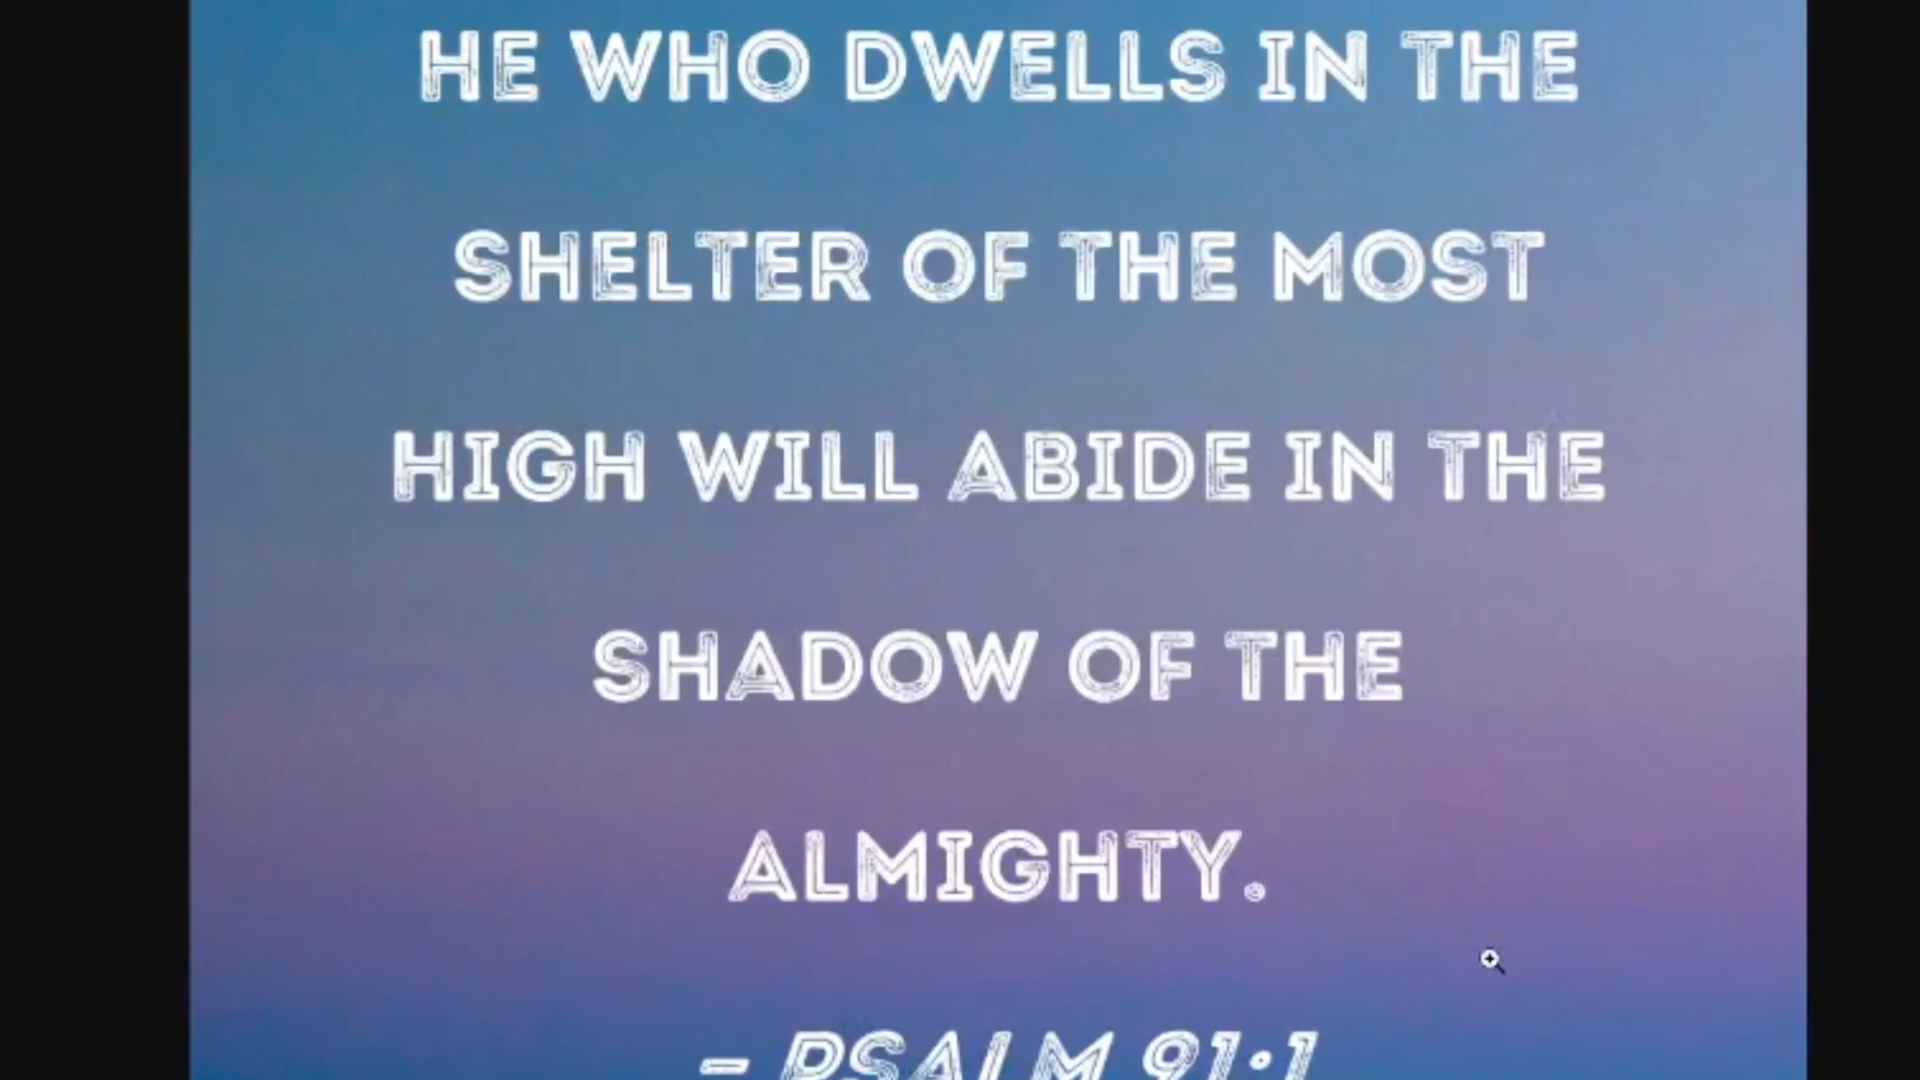 HE WHO DWELLS IN THE
SHELTER OF THE MOST
HIGH WILL ABIDE IN THE
SHADOW OF THE
ALMIGHTY.
– PSALM 91:1